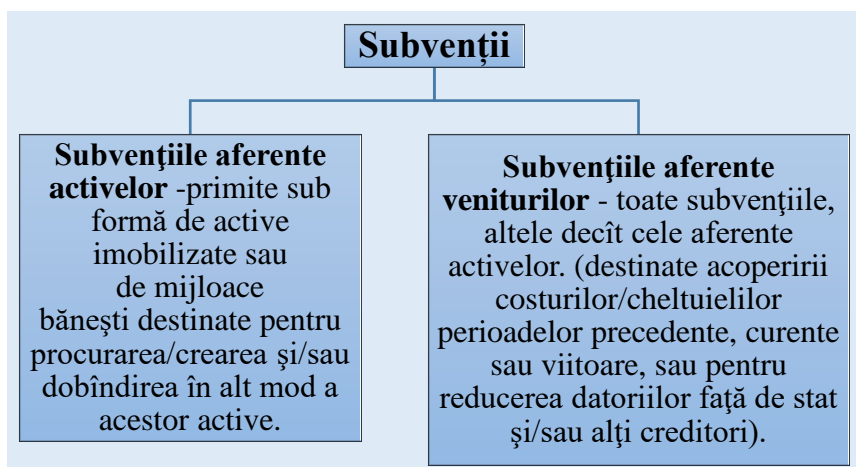 Subvenții
Subvenţiile aferente
activelor -primite sub
formă de active
imobilizate sau
de mijloace
băneşti destinate pentru
procurarea/crearea şi/sau
dobîndirea în alt mod a
acestor active.
Subvenţiile aferente
veniturilor - toate subvenţiile,
altele decît cele aferente
activelor. (destinate acoperirii
costurilor/cheltuielilor
perioadelor precedente, curente
sau viitoare, sau pentru
reducerea datoriilor faţă de stat
şi/sau alţi creditori).